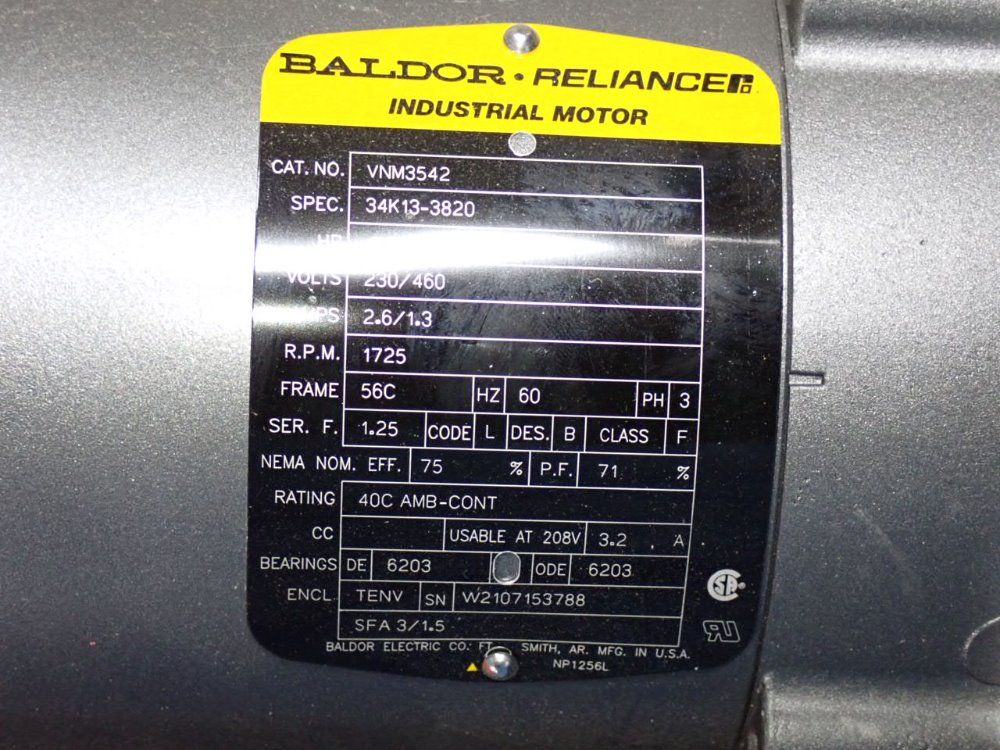 BALDOR • RELIANCE
INDUSTRIAL MOTOR
CAT. NO. VNM3542
SPEC. 34K13-3820
HP
VOLTS 230/460
2.6/1.3
R.P.M. 1725
FRAME 56C HZ 60 PH 3
SER. F. 1.25 CODE L DES. B CLASS F
NEMA NOM. EFF. 75 % P.F. 71 %
RATING 40C AMB-CONT
CC USABLE AT 208V 3.2 A
BEARINGS DE 6203 ODE 6203
ENCL TENV SN W2107153788
SFA 3/1.5
BALDOR ELECTRIC CO. FT. SMITH, AR. MFG. IN U.S.A.
NP1256L